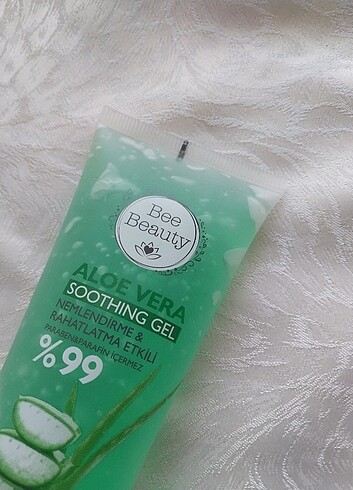 Bee
Beauty
ALOE VERA
SOOTHING GEL
NEMLENDİRME &
RAHATLATMA ETKİLİ
PARABEN&PARAFİN İÇERMEZ
%99